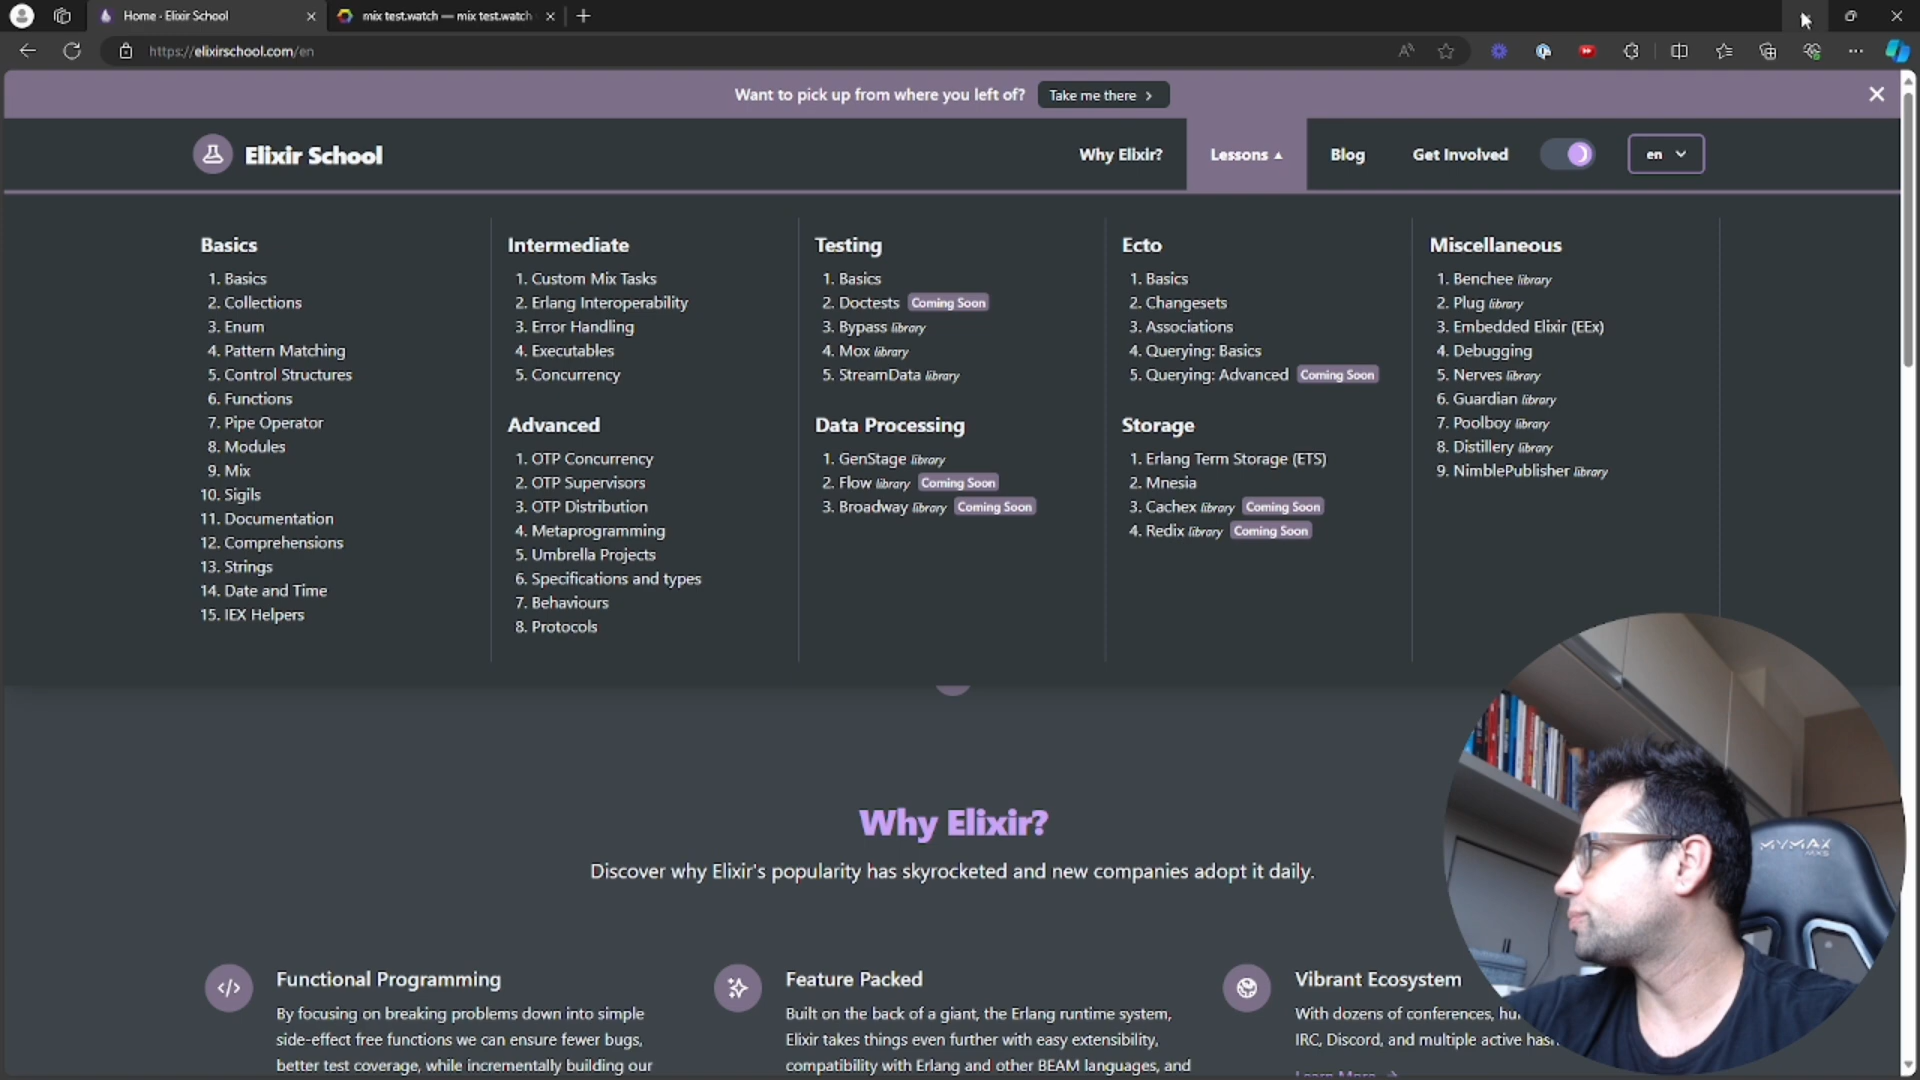 Home - Elixir School
mix test.watch — mix test.watch
https://elixirschool.com/en
Want to pick up from where you left of? Take me there
Elixir School
Why Elixir?
Lessons
Blog
Get Involved
en
Basics
1. Basics
2. Collections
3. Enum
4. Pattern Matching
5. Control Structures
6. Functions
7. Pipe Operator
8. Modules
9. Mix
10. Sigils
11. Documentation
12. Comprehensions
13. Strings
14. Date and Time
15. IEX Helpers
Intermediate
1. Custom Mix Tasks
2. Erlang Interoperability
3. Error Handling
4. Executables
5. Concurrency
Advanced
1. OTP Concurrency
2. OTP Supervisors
3. OTP Distribution
4. Metaprogramming
5. Umbrella Projects
6. Specifications and types
7. Behaviours
8. Protocols
Testing
1. Basics
2. Doctests Coming Soon
3. Bypass library
4. Mox library
5. StreamData library
Data Processing
1. GenStage library
2. Flow library Coming Soon
3. Broadway library Coming Soon
Ecto
1. Basics
2. Changesets
3. Associations
4. Querying: Basics
5. Querying: Advanced Coming Soon
Storage
1. Erlang Term Storage (ETS)
2. Mnesia
3. Cachex library Coming Soon
4. Redix library Coming Soon
Miscellaneous
1. Benchee library
2. Plug library
3. Embedded Elixir (EEx)
4. Debugging
5. Nerves library
6. Guardian library
7. Poolboy library
8. Distillery library
9. NimblePublisher library
Why Elixir?
Discover why Elixir's popularity has skyrocketed and new companies adopt it daily.
Functional Programming
By focusing on breaking problems down into simple
side-effect free functions we can ensure fewer bugs,
better test coverage, while incrementally building our
Feature Packed
Built on the back of a giant, the Erlang runtime system,
Elixir takes things even further with easy extensibility,
compatibility with Erlang and other BEAM languages, and
Vibrant Ecosystem
With dozens of conferences,
IRC, Discord, and multiple active
MYMAX